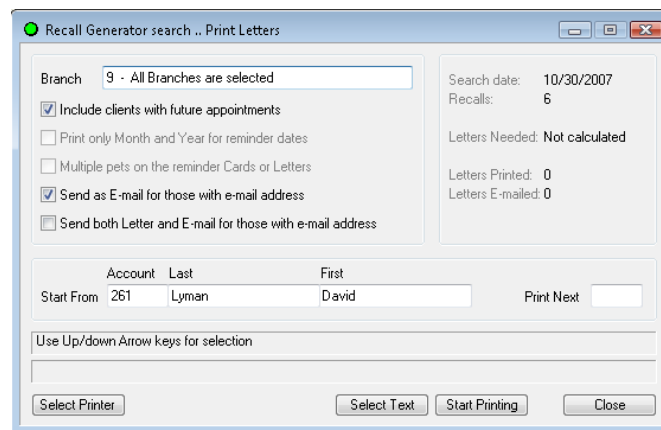 Recall Generator search .. Print Letters
Branch 9 - All Branches are selected
Include clients with future appointments
Print only Month and Year for reminder dates
Multiple pets on the reminder Cards or Letters
Send as E-mail for those with e-mail address
Send both Letter and E-mail for those with e-mail address
Search date: 10/30/2007
Recalls: 6
Letters Needed: Not calculated
Letters Printed: 0
Letters E-mailed: 0
Account Last First
Start From 261 Lyman David Print Next
Use Up/down Arrow keys for selection
Select Printer Select Text Start Printing Close